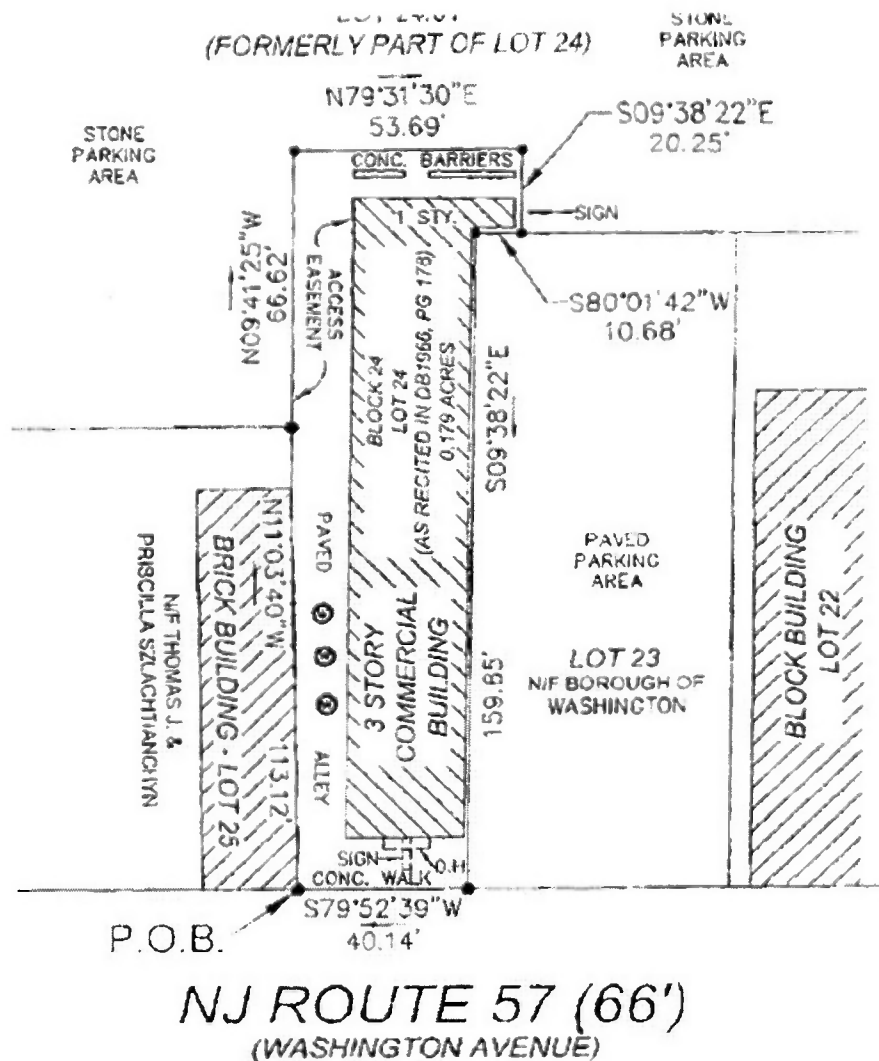 (FORMERLY PART OF LOT 24)
STONE
PARKING
AREA
N79°31'30"E
53.69'
S09°38'22"E
20.25'
STONE
PARKING
AREA
CONC. BARRIERS
1 STY.
SIGN
N09°14'25"W
66.62'
ACCESS
EASEMENT
S80°01'42"W
10.68'
BLOCK 24
LOT 24
(AS RECITED IN DB1966, PG 178)
0.179 ACRES
S09°38'22"E
159.85'
N/F THOMAS J. &
PRISCILLA SZLACHTIANCHYN
BRICK BUILDING - LOT 25
N11°03'40"W
113.12'
PAVED
ALLEY
3 STORY
COMMERCIAL
BUILDING
PAVED
PARKING
AREA
LOT 23
N/F BOROUGH OF
WASHINGTON
BLOCK BUILDING
LOT 22
SIGN
O.H
CONC. WALK
S79°52'39"W
40.14'
P.O.B.
NJ ROUTE 57 (66')
(WASHINGTON AVENUE)